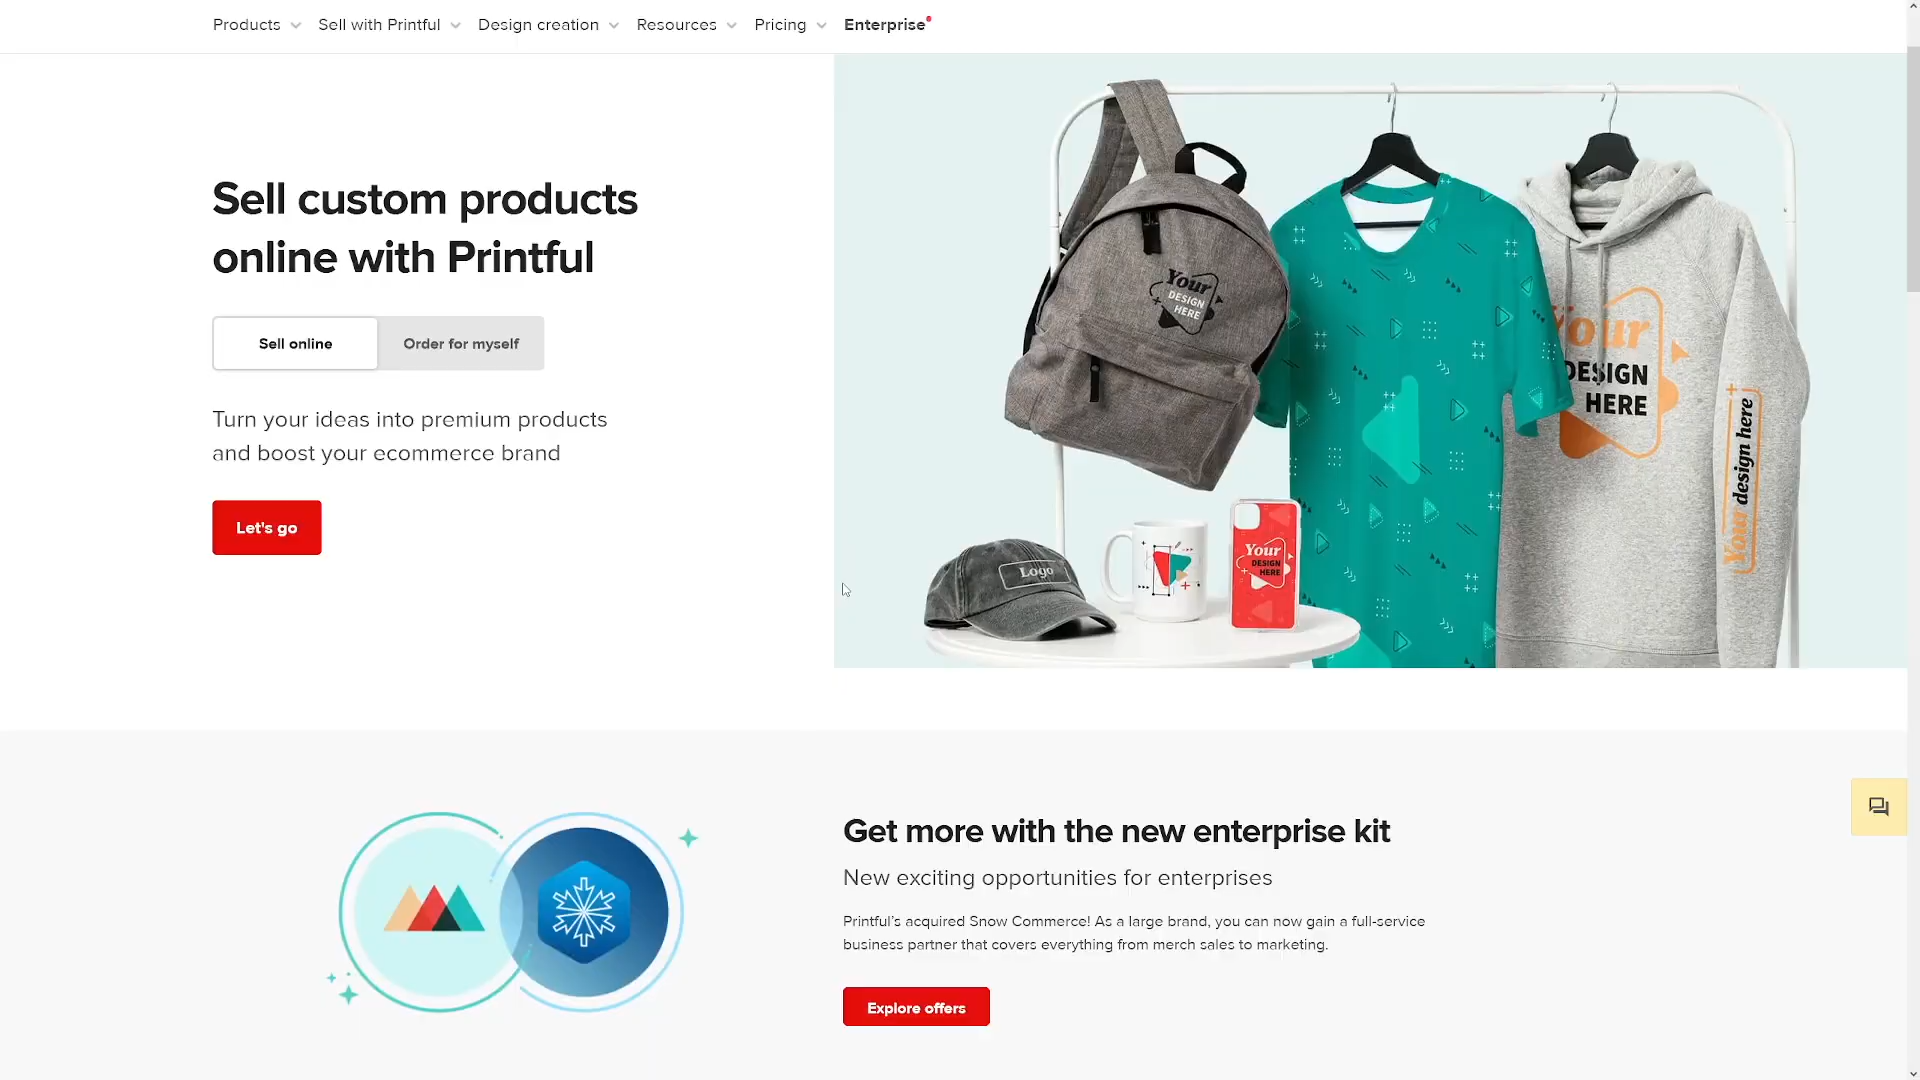 Products
Sell with Printful
Design creation
Resources
Pricing
Enterprise
Sell custom products
online with Printful
Sell online
Order for myself
Turn your ideas into premium products
and boost your ecommerce brand
Let's go
Your
DESIGN
HERE
Your
DESIGN
HERE
Your design here
Logo
Your
DESIGN
HERE
Get more with the new enterprise kit
New exciting opportunities for enterprises
Printful's acquired Snow Commerce! As a large brand, you can now gain a full-service
business partner that covers everything from merch sales to marketing.
Explore offers